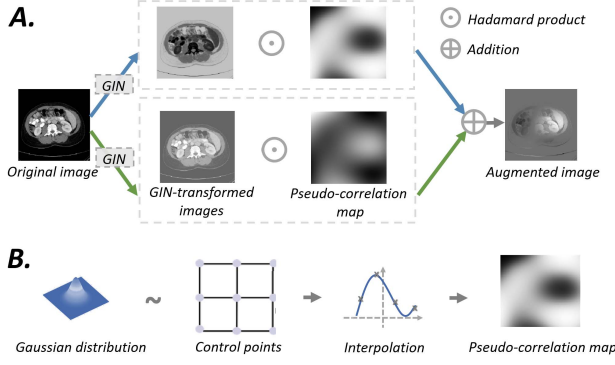 A.
Hadamard product
Addition
GIN
GIN
Original image
GIN-transformed
images
Pseudo-correlation
map
Augmented image
B.
~
Gaussian distribution
Control points
Interpolation
Pseudo-correlation map